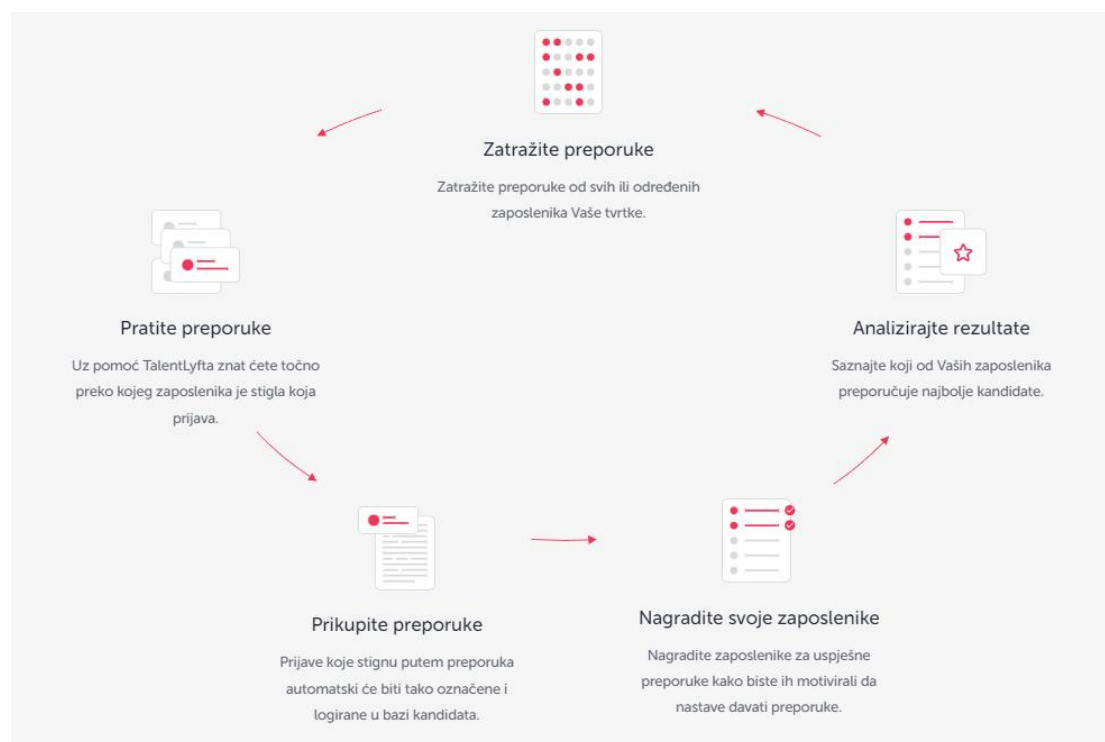 Zatražite preporuke
Zatražite preporuke od svih ili određenih
zaposlenika Vaše tvrtke.
Pratite preporuke
Uz pomoć TalentLyfta znat ćete točno
preko kojeg zaposlenika je stigla koja
prijava.
Prikupite preporuke
Prijave koje stignu putem preporuka
automatski će biti tako označene i
logirane u bazi kandidata.
Nagradite svoje zaposlenike
Nagradite zaposlenike za uspješne
preporuke kako biste ih motivirali da
nastave davati preporuke.
Analizirajte rezultate
Saznajte koji od Vaših zaposlenika
preporučuje najbolje kandidate.